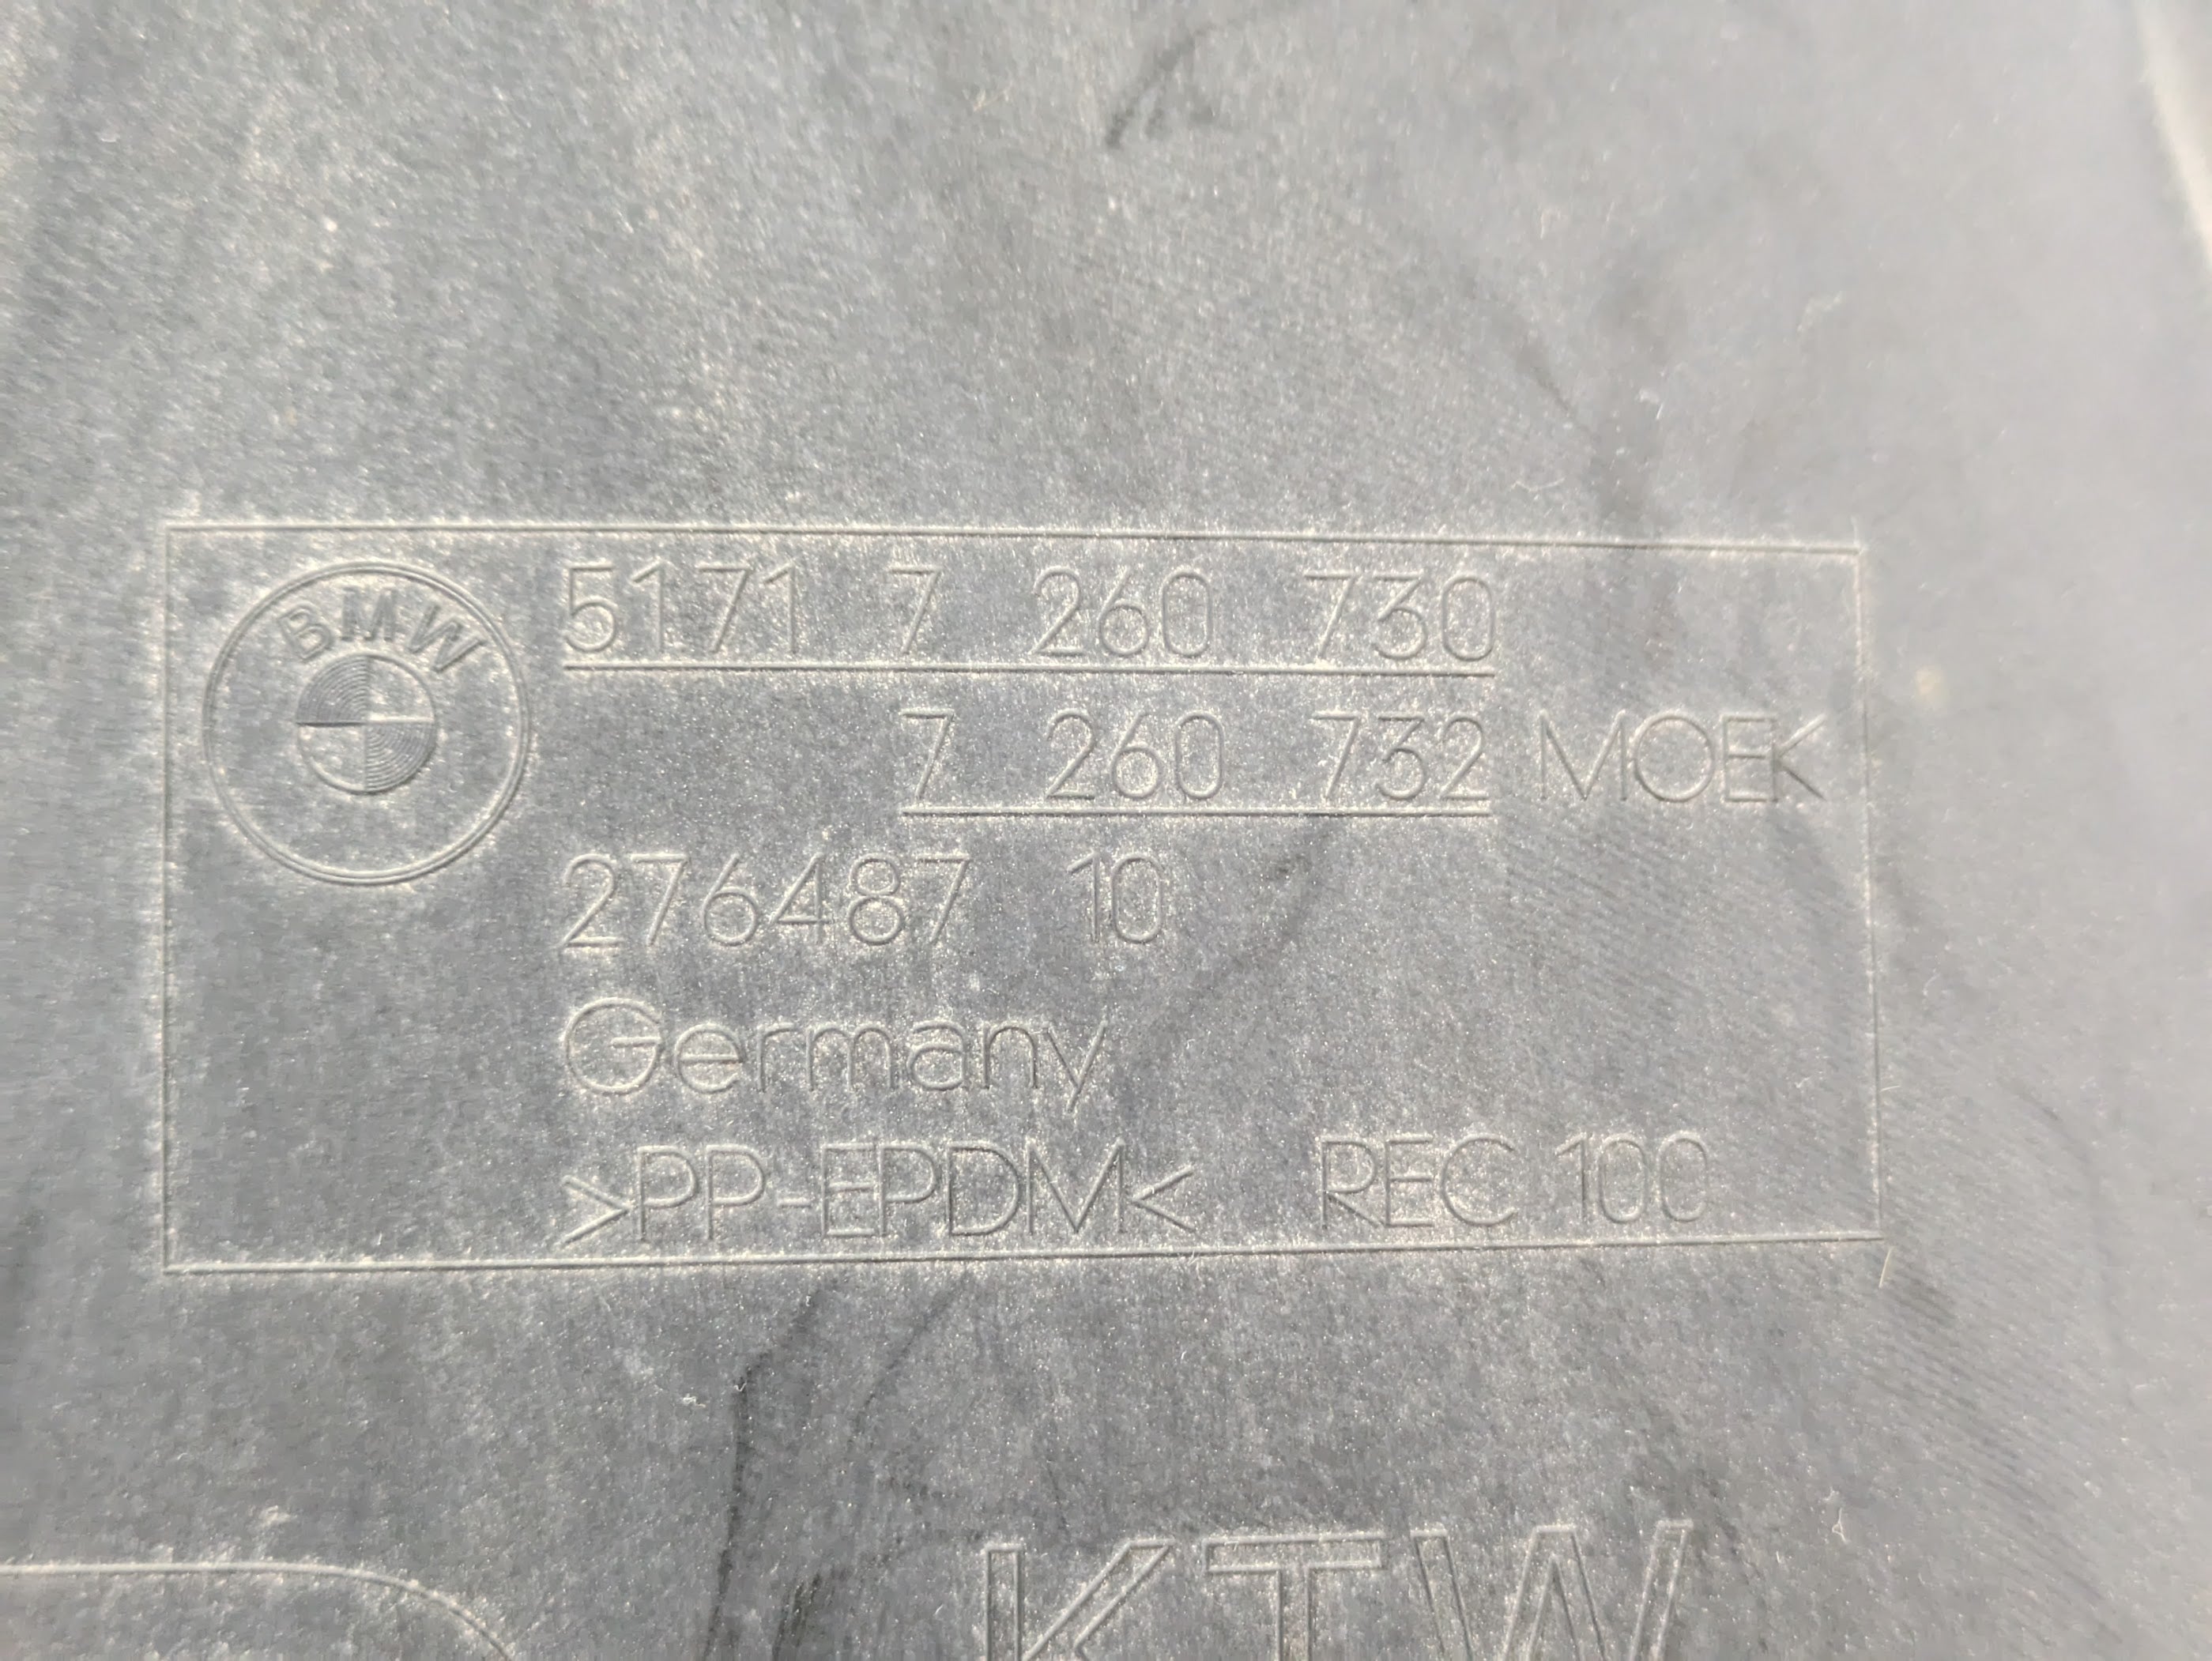 BMW
5171 7 260 730
7 260 732 MOEK
276487 10
Germany
>PP-EPDM< REC 100
KTW